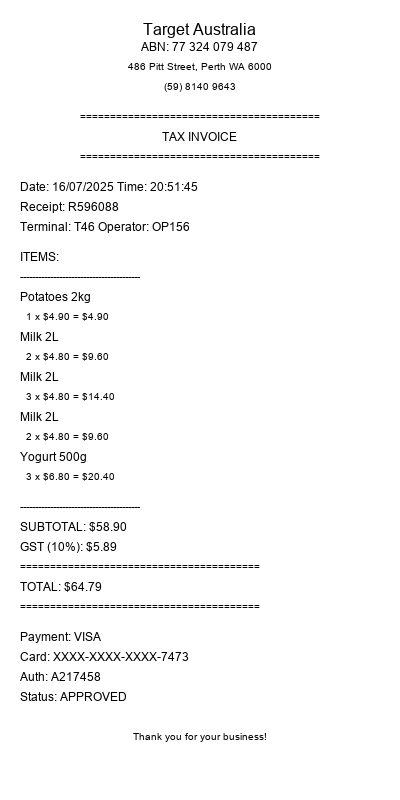 Target Australia
ABN: 77 324 079 487
486 Pitt Street, Perth WA 6000
(59) 8140 9643
========================================
TAX INVOICE
========================================
Date: 16/07/2025 Time: 20:51:45
Receipt: R596088
Terminal: T46 Operator: OP156
ITEMS:
----------------------------------------
Potatoes 2kg
1 x $4.90 = $4.90
Milk 2L
2 x $4.80 = $9.60
Milk 2L
3 x $4.80 = $14.40
Milk 2L
2 x $4.80 = $9.60
Yogurt 500g
3 x $6.80 = $20.40
----------------------------------------
SUBTOTAL: $58.90
GST (10%): $5.89
========================================
TOTAL: $64.79
========================================
Payment: VISA
Card: XXXX-XXXX-XXXX-7473
Auth: A217458
Status: APPROVED
Thank you for your business!